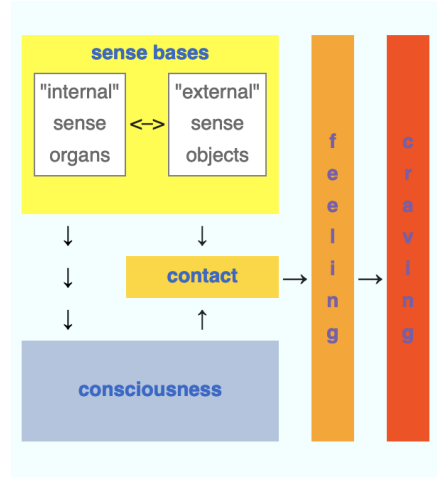 sense bases
"internal" "external"
sense <–> sense
organs objects
↓ ↓
↓ contact → feeling → craving
↓ ↑
consciousness